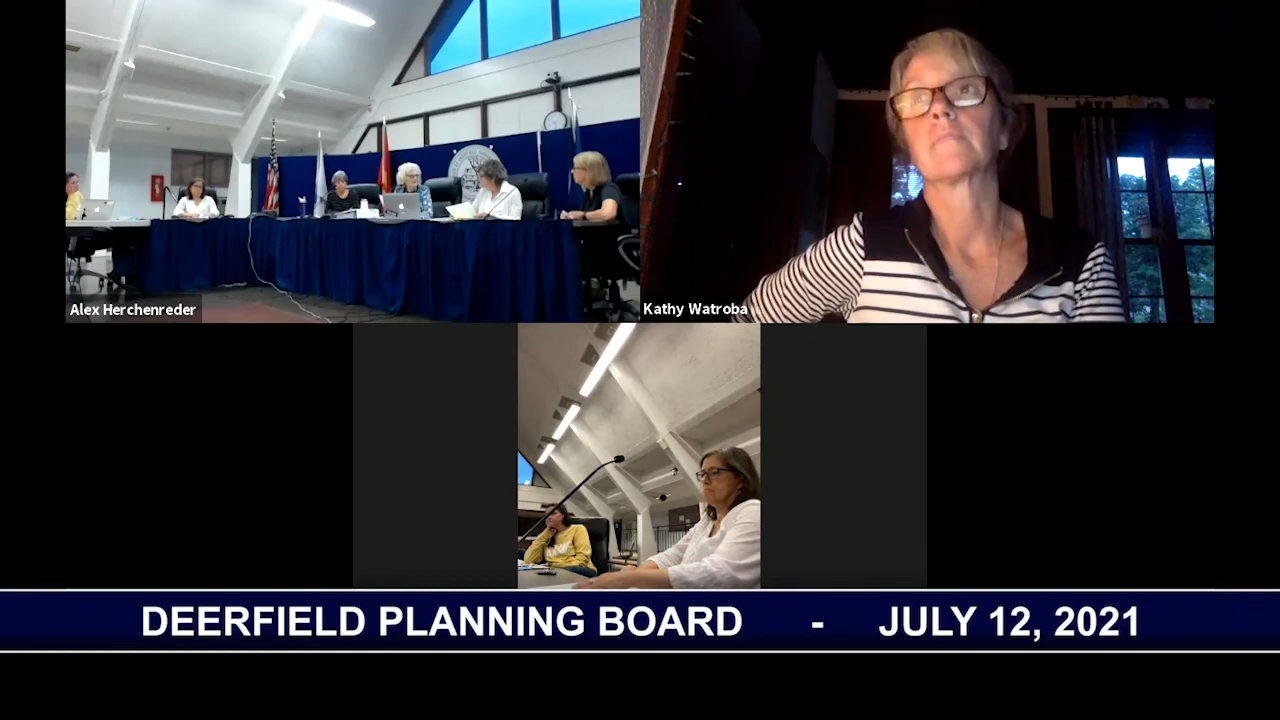 Alex Herchenreder
Kathy Watroba
DEERFIELD PLANNING BOARD - JULY 12, 2021